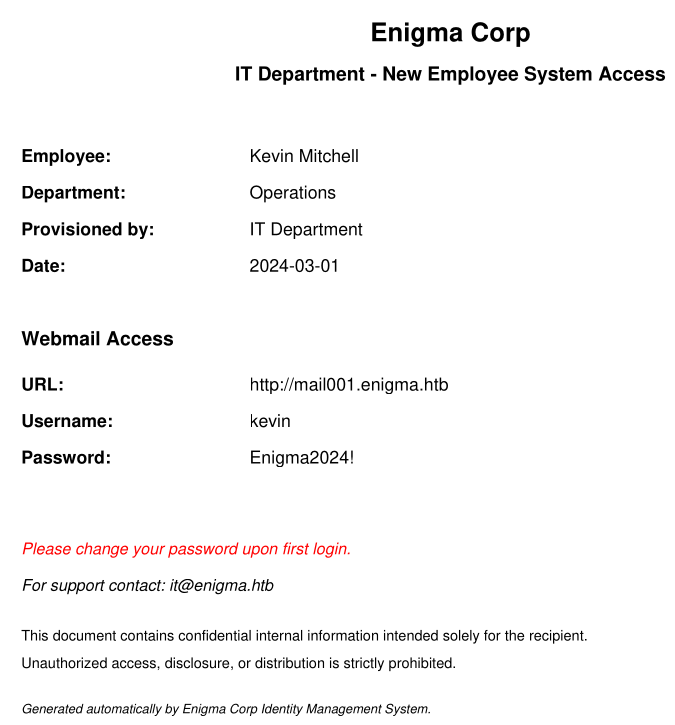 Enigma Corp
IT Department - New Employee System Access
Employee: Kevin Mitchell
Department: Operations
Provisioned by: IT Department
Date: 2024-03-01
Webmail Access
URL: http://mail001.enigma.htb
Username: kevin
Password: Enigma2024!
Please change your password upon first login.
For support contact: it@enigma.htb
This document contains confidential internal information intended solely for the recipient.
Unauthorized access, disclosure, or distribution is strictly prohibited.
Generated automatically by Enigma Corp Identity Management System.